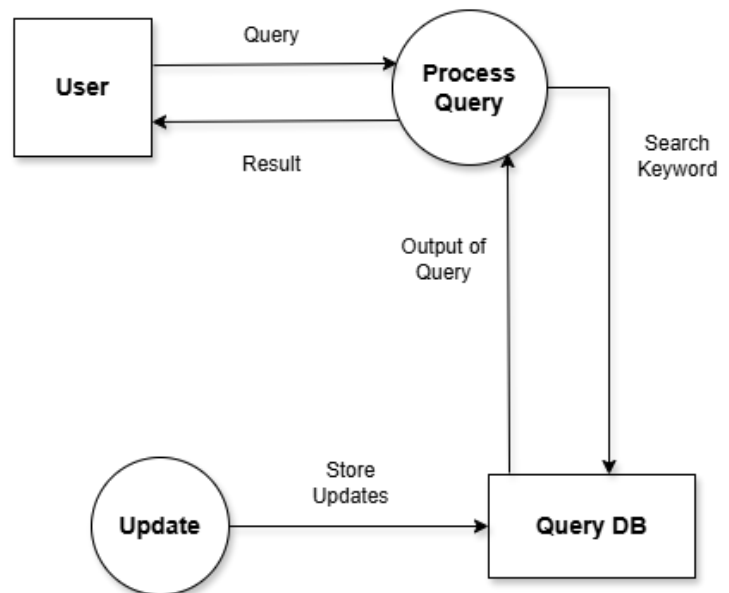 Query
User
Process
Query
Result
Search
Keyword
Output of
Query
Store
Updates
Update
Query DB